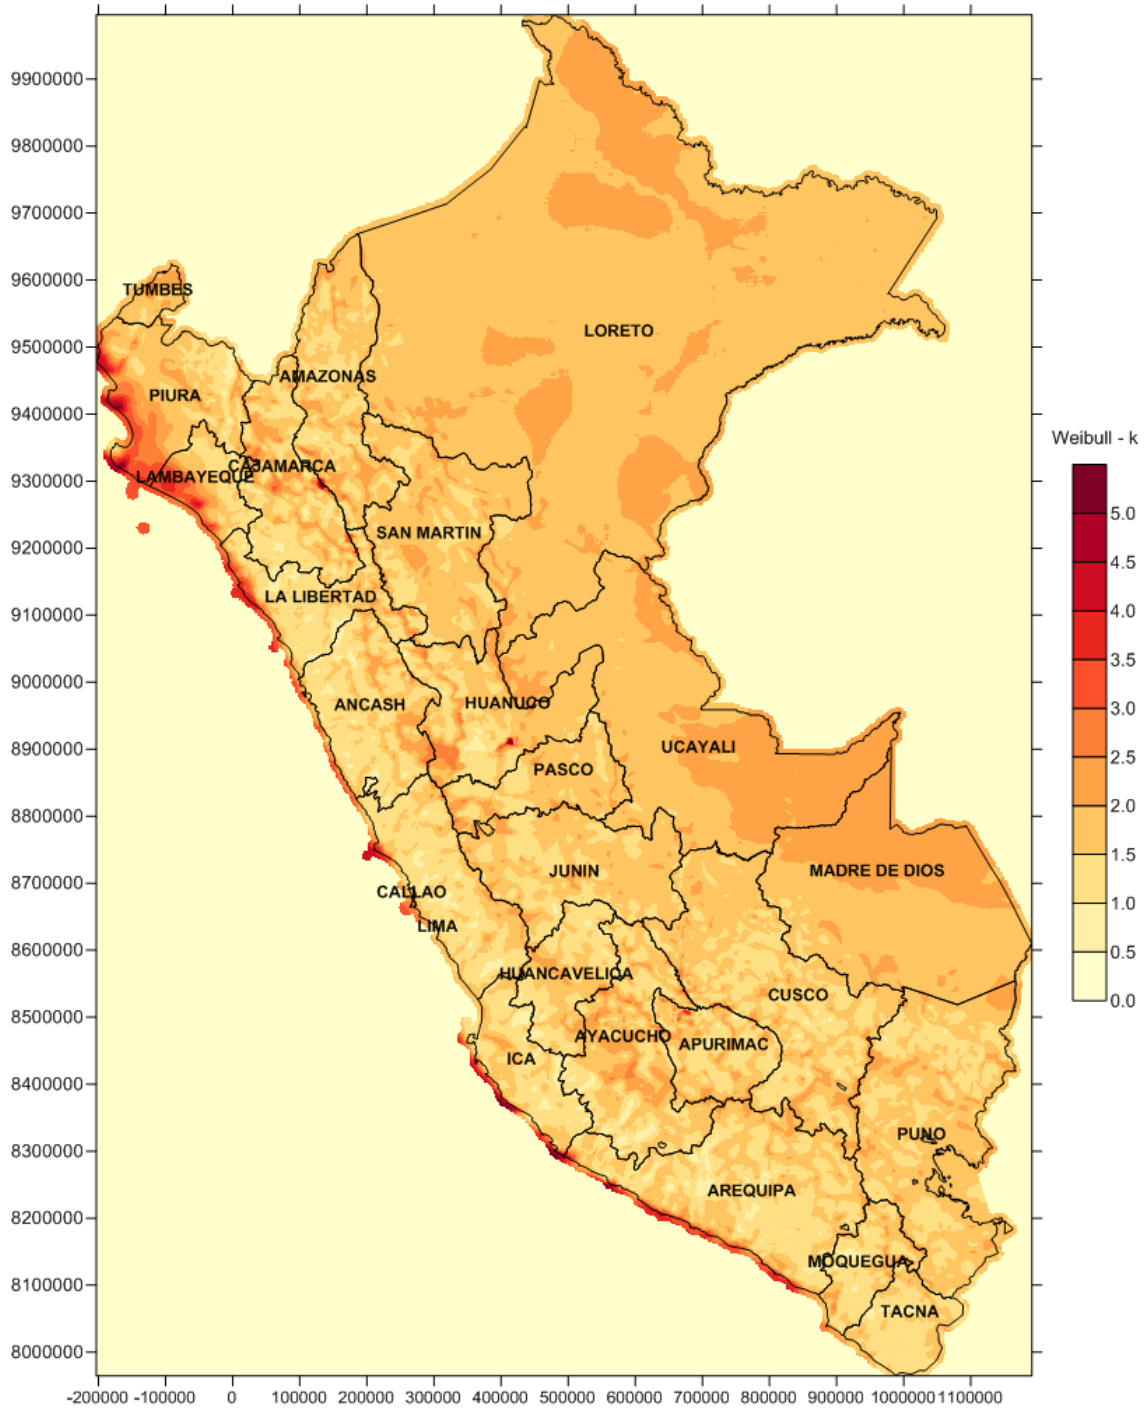 9900000
9800000
9700000
9600000
9500000
9400000
9300000
9200000
9100000
9000000
8900000
8800000
8700000
8600000
8500000
8400000
8300000
8200000
8100000
8000000
TUMBES
LORETO
AMAZONAS
PIURA
CAJAMARCA
LAMBAYEQUE
SAN MARTIN
LA LIBERTAD
ANCASH
HUANUCO
UCAYALI
PASCO
JUNIN
MADRE DE DIOS
CALLAO
LIMA
HUANCAVELICA
CUSCO
AYACUCHO
APURIMAC
ICA
PUNO
AREQUIPA
MOQUEGUA
TACNA
Weibull - k
5.0
4.5
4.0
3.5
3.0
2.5
2.0
1.5
1.0
0.5
0.0
-200000 -100000 0 100000 200000 300000 400000 500000 600000 700000 800000 900000 1000000 1100000